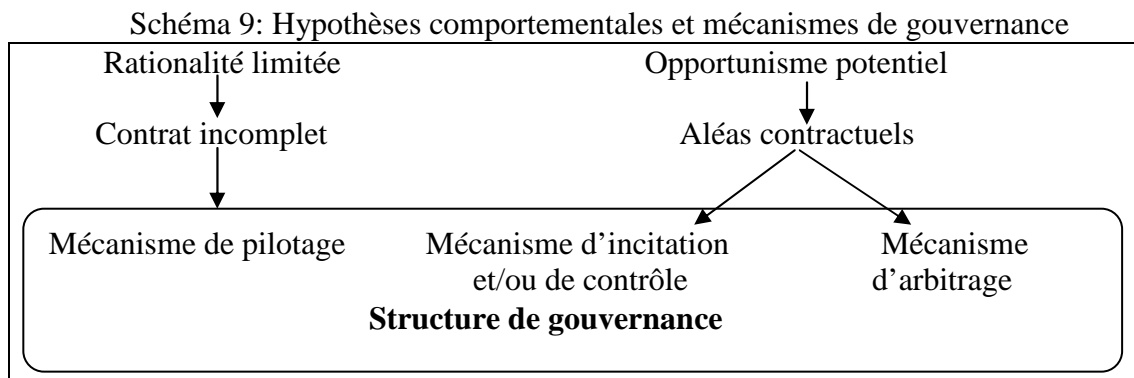 Schéma 9: Hypothèses comportementales et mécanismes de gouvernance
Rationalité limitée Opportunisme potentiel
Contrat incomplet Aléas contractuels
Mécanisme de pilotage Mécanisme d’incitation Mécanisme
et/ou de contrôle d’arbitrage
Structure de gouvernance